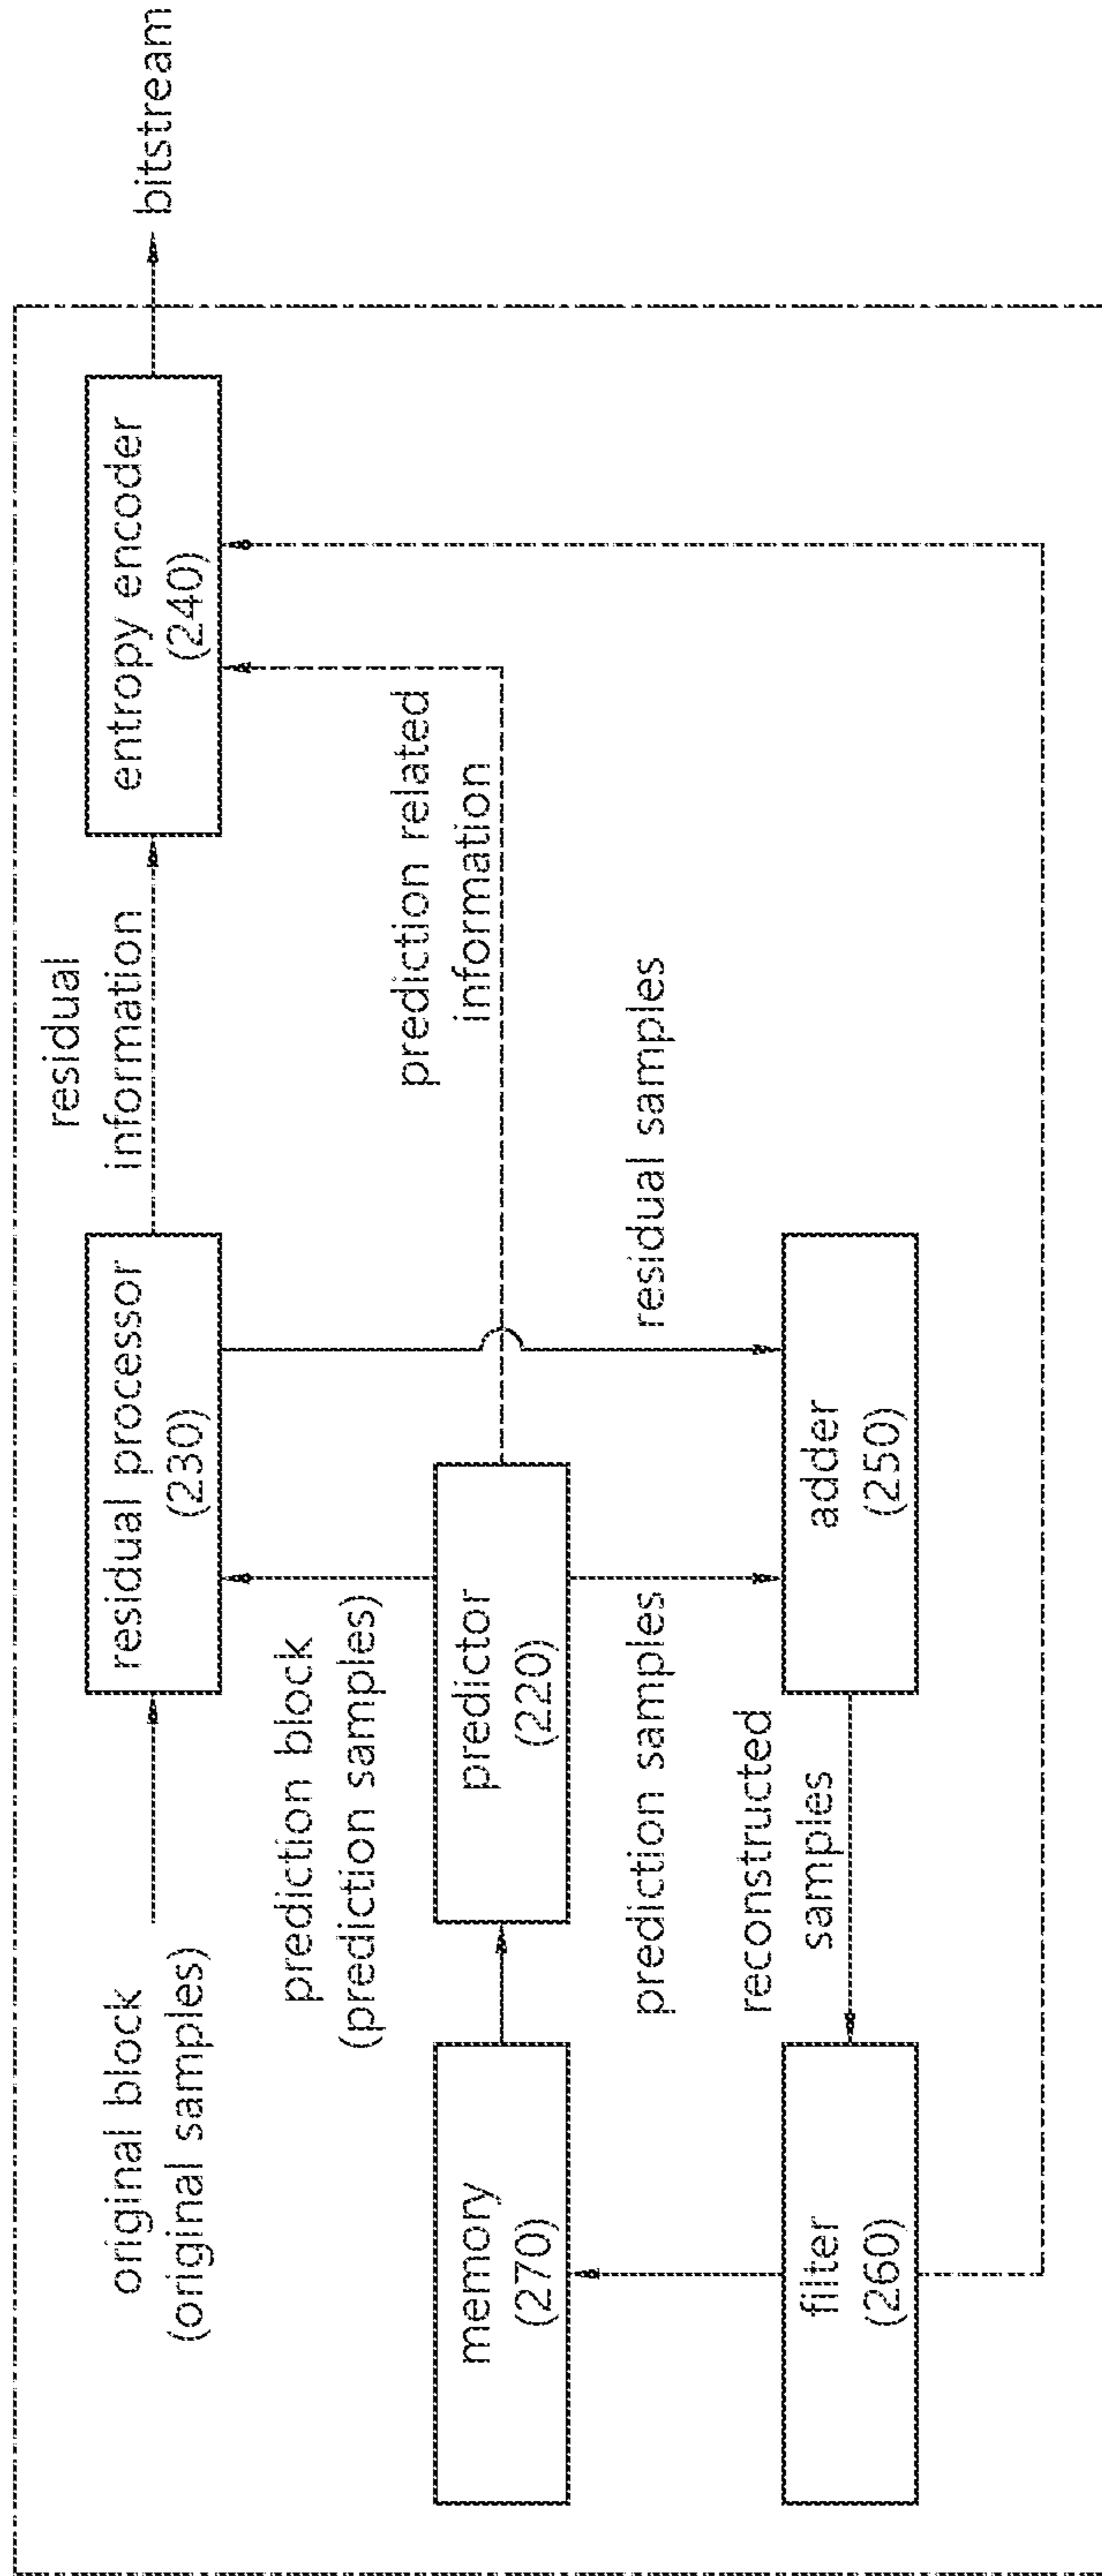 original block
(original samples)
residual processor
(230)
residual
information
entropy encoder
(240)
bitstream
prediction block
(prediction samples)
prediction related
information
memory
(270)
predictor
(220)
prediction samples
residual samples
reconstructed
samples
filter
(260)
adder
(250)